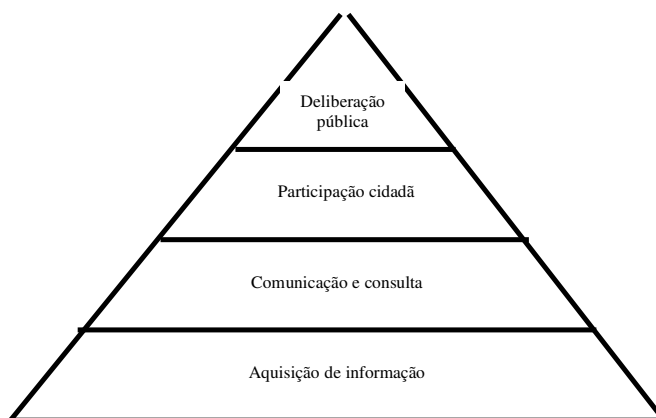 Deliberação
pública
Participação cidadã
Comunicação e consulta
Aquisição de informação